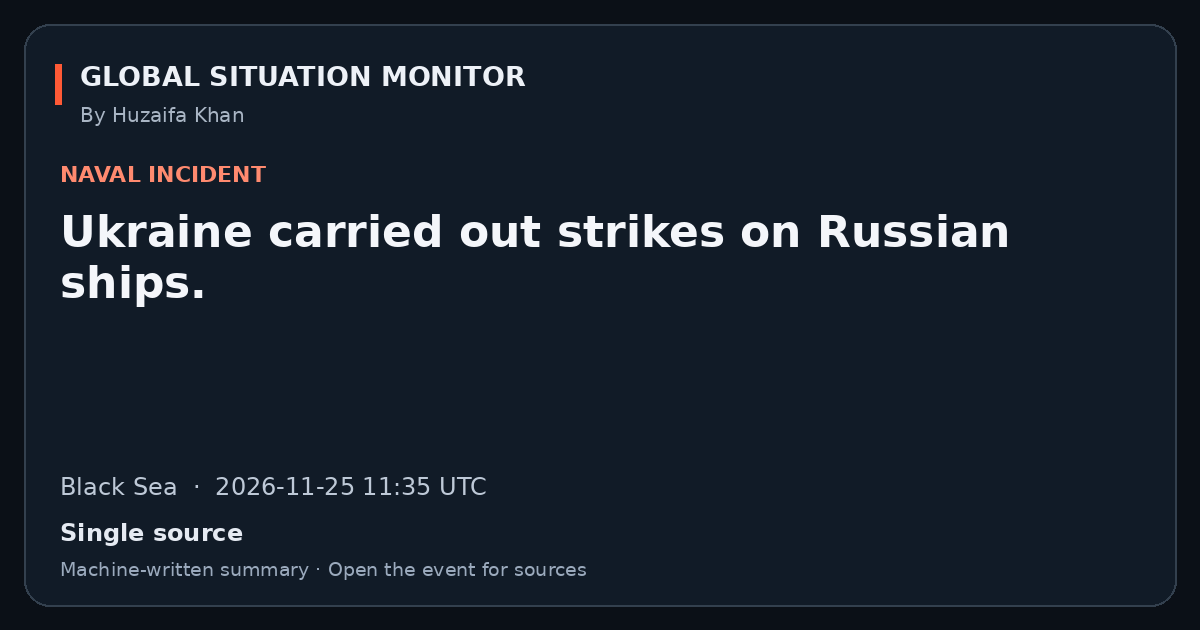 GLOBAL SITUATION MONITOR
By Huzaifa Khan
NAVAL INCIDENT
Ukraine carried out strikes on Russian
ships.
Black Sea · 2026-11-25 11:35 UTC
Single source
Machine-written summary · Open the event for sources